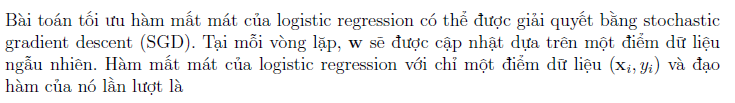 Bài toán tối ưu hàm mất mát của logistic regression có thể được giải quyết bằng stochastic
gradient descent (SGD). Tại mỗi vòng lặp, w sẽ được cập nhật dựa trên một điểm dữ liệu
ngẫu nhiên. Hàm mất mát của logistic regression với chỉ một điểm dữ liệu (xᵢ, yᵢ) và đạo
hàm của nó lần lượt là